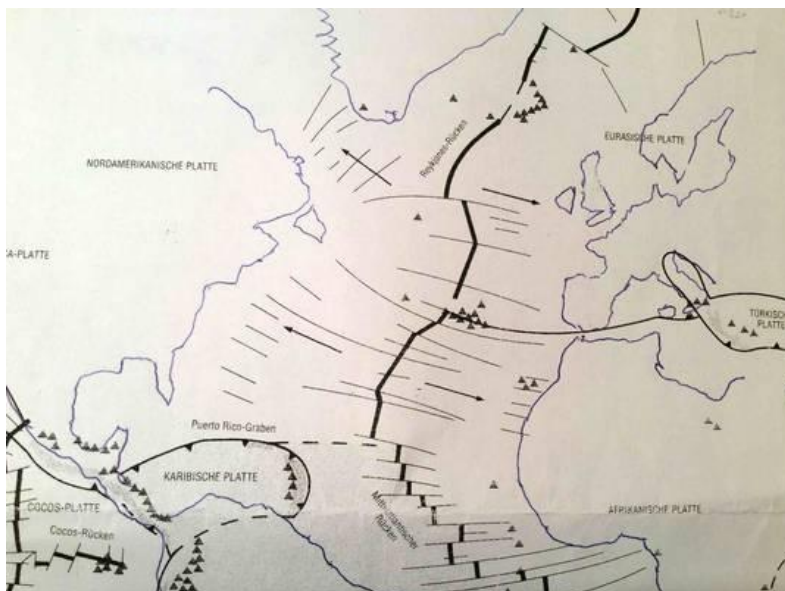 EURASISCHE PLATTE
Reykjanes-Rücken
NORDAMERIKANISCHE PLATTE
CA-PLATTE
TÜRKISCHE
PLATTE
Puerto Rico-Graben
KARIBISCHE PLATTE
COCOS-PLATTE
Cocos-Rücken
Rücken
AFRIKANISCHE PLATTE